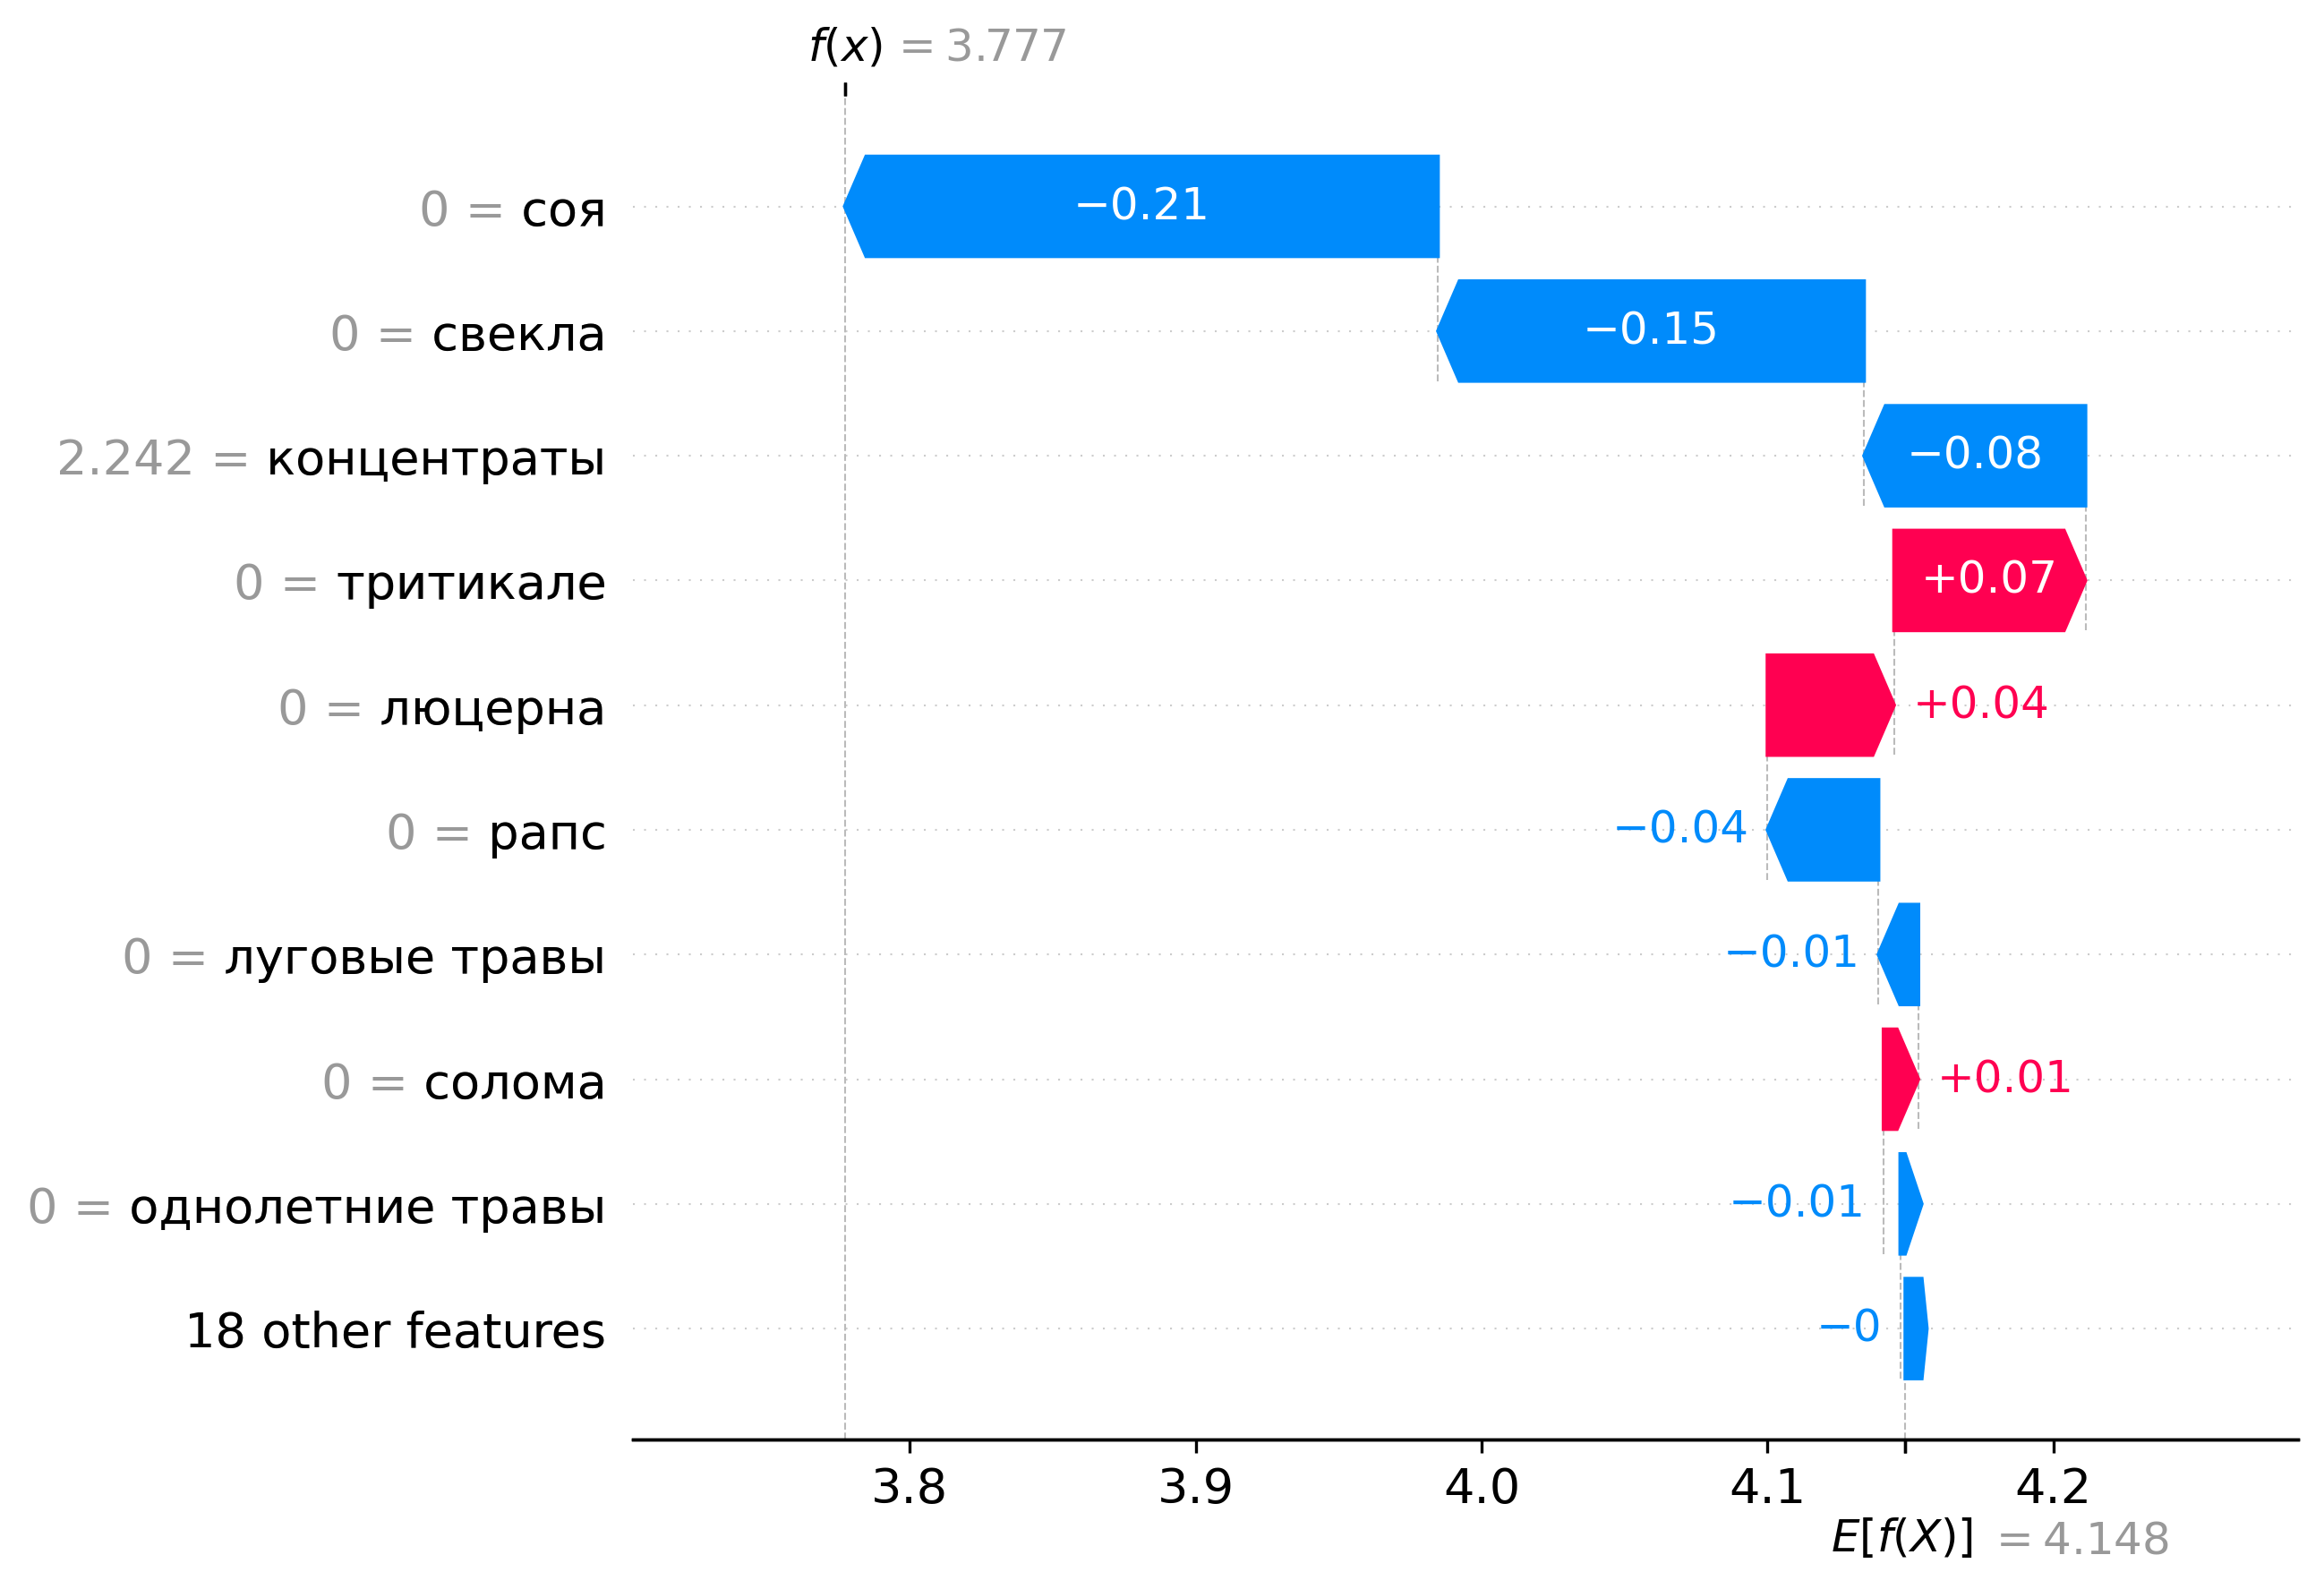 f(x) = 3.777
0 = соя −0.21
0 = свекла −0.15
2.242 = концентраты −0.08
0 = тритикале +0.07
0 = люцерна +0.04
0 = рапс −0.04
0 = луговые травы −0.01
0 = солома +0.01
0 = однолетние травы −0.01
18 other features −0
3.8 3.9 4.0 4.1 4.2
E[f(X)] = 4.148